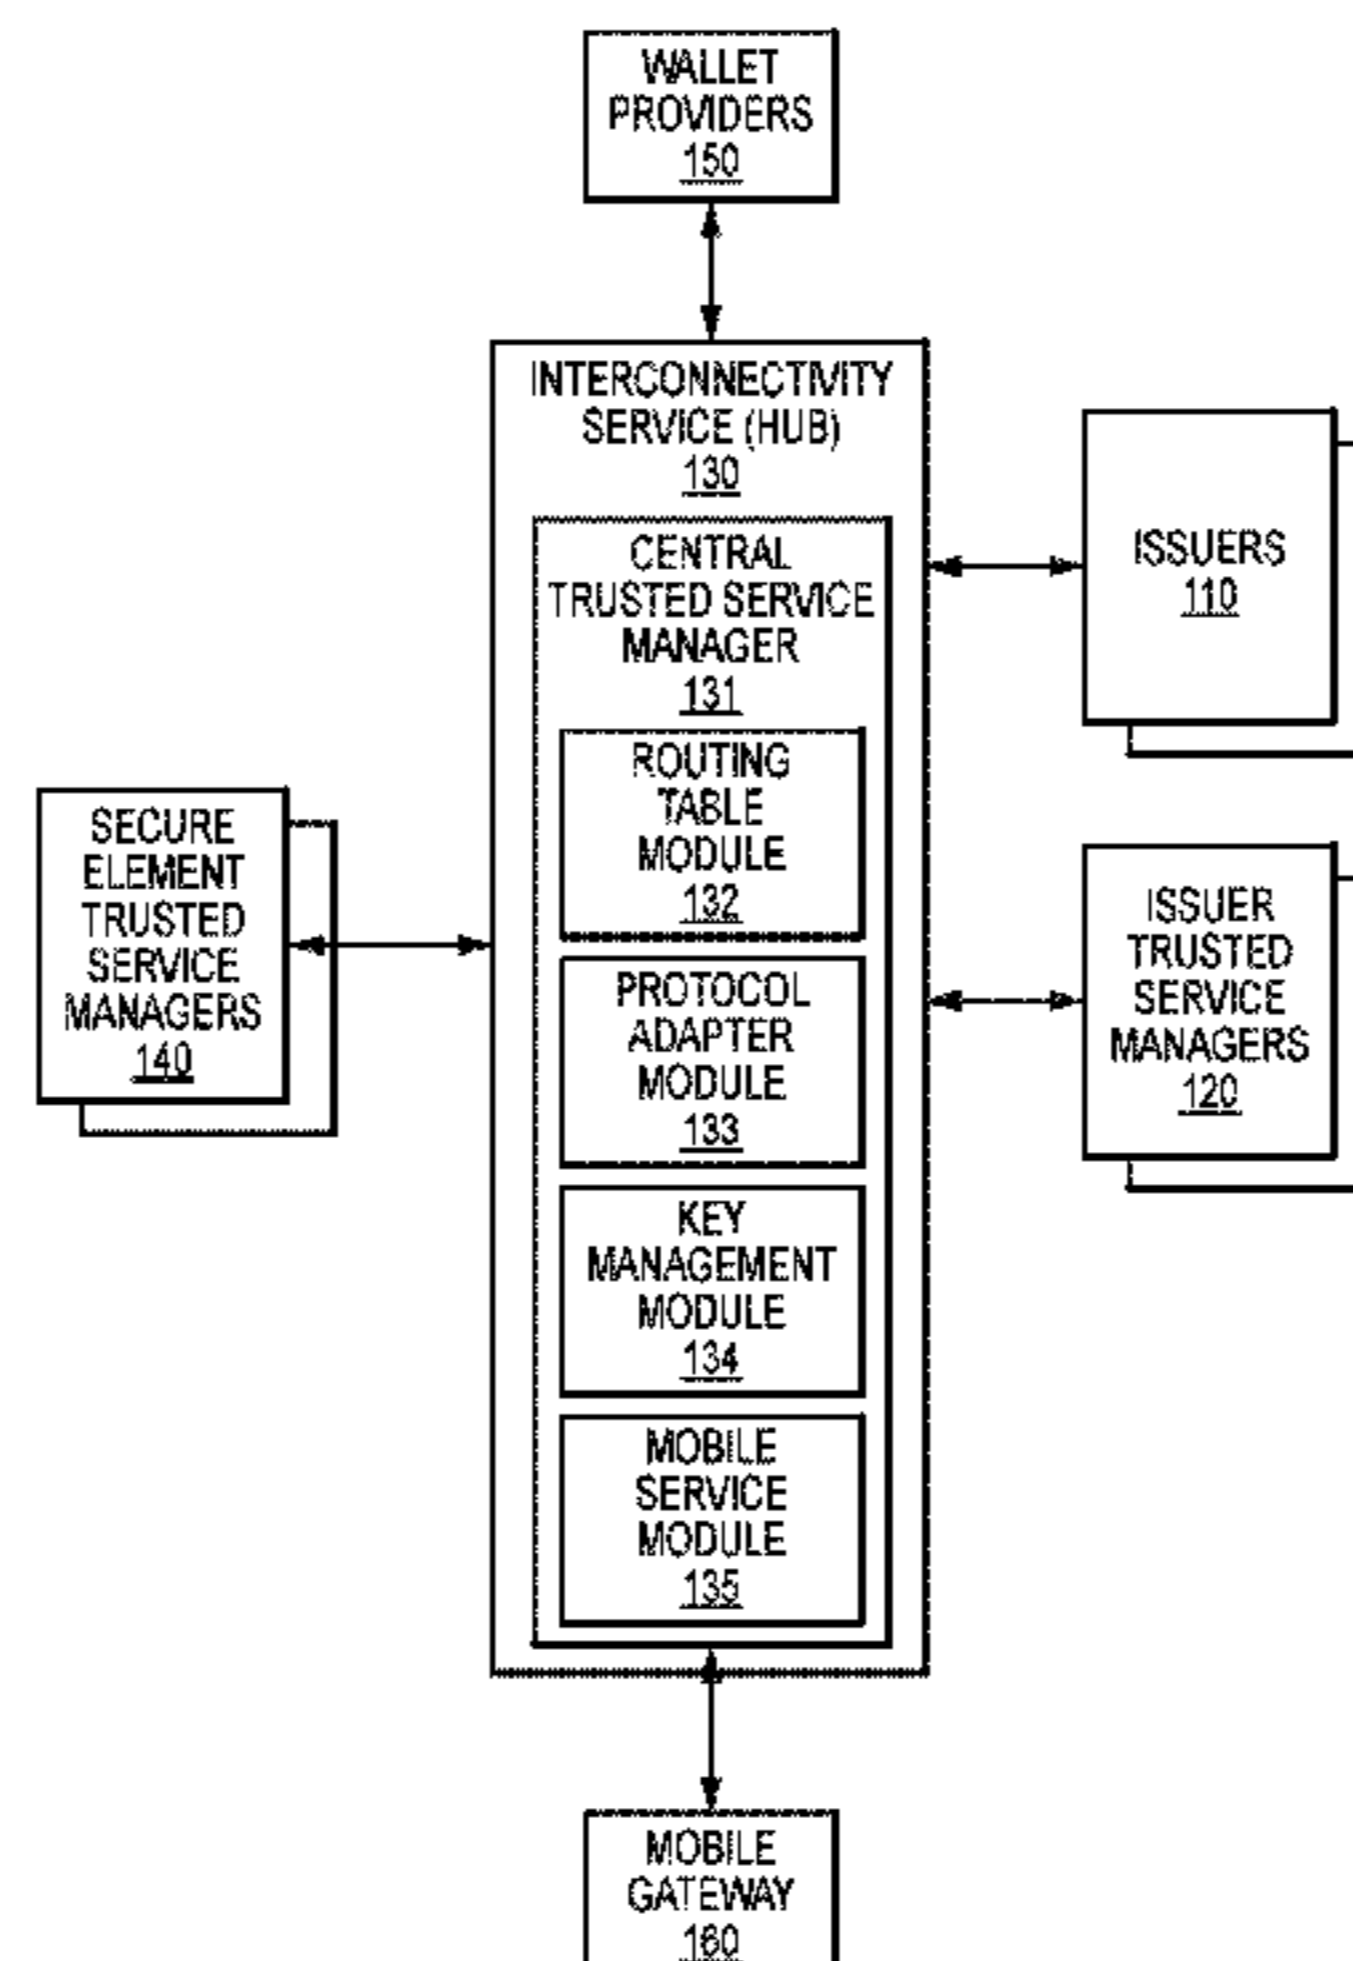 WALLET
PROVIDERS
150
INTERCONNECTIVITY
SERVICE (HUB)
130
CENTRAL
TRUSTED SERVICE
MANAGER
131
ROUTING
TABLE
MODULE
132
PROTOCOL
ADAPTER
MODULE
133
KEY
MANAGEMENT
MODULE
134
MOBILE
SERVICE
MODULE
135
SECURE
ELEMENT
TRUSTED
SERVICE
MANAGERS
140
ISSUERS
110
ISSUER
TRUSTED
SERVICE
MANAGERS
120
MOBILE
GATEWAY
160